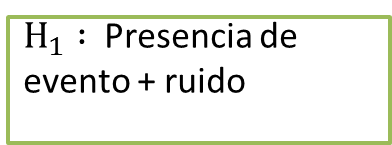 H₁ : Presencia de
evento + ruido